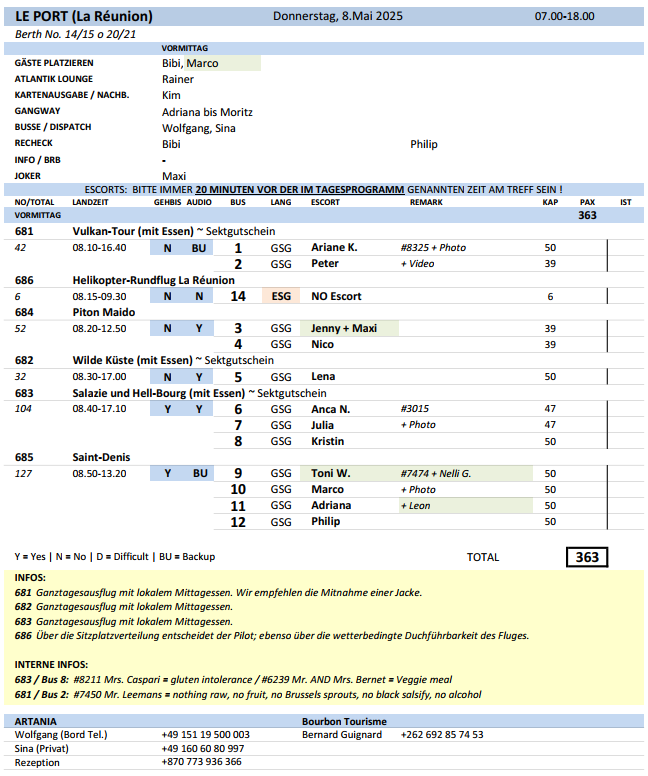 LE PORT (La Réunion) Donnerstag, 8.Mai 2025 07.00-18.00
Berth No. 14/15 o 20/21
VORMITTAG
GÄSTE PLATZIEREN Bibi, Marco
ATLANTIK LOUNGE Rainer
KARTENAUSGABE / NACHB. Kim
GANGWAY Adriana bis Moritz
BUSSE / DISPATCH Wolfgang, Sina
RECHECK Bibi Philip
INFO / BRB -
JOKER Maxi
ESCORTS: BITTE IMMER 20 MINUTEN VOR DER IM TAGESPROGRAMM GENANNTEN ZEIT AM TREFF SEIN !
NO/TOTAL LANDZEIT GEHBIS AUDIO BUS LANG ESCORT REMARK KAP PAX IST
VORMITTAG 363
681 Vulkan-Tour (mit Essen) ~ Sektgutschein
42 08.10-16.40 N BU 1 GSG Ariane K. #8325 + Photo 50
2 GSG Peter + Video 39
686 Helikopter-Rundflug La Réunion
6 08.15-09.30 N N 14 ESG NO Escort 6
684 Piton Maido
52 08.20-12.50 N Y 3 GSG Jenny + Maxi 39
4 GSG Nico 39
682 Wilde Küste (mit Essen) ~ Sektgutschein
32 08.30-17.00 N Y 5 GSG Lena 50
683 Salazie und Hell-Bourg (mit Essen) ~ Sektgutschein
104 08.40-17.10 Y Y 6 GSG Anca N. #3015 47
7 GSG Julia + Photo 47
8 GSG Kristin 50
685 Saint-Denis
127 08.50-13.20 Y BU 9 GSG Toni W. #7474 + Nelli G. 50
10 GSG Marco + Photo 50
11 GSG Adriana + Leon 50
12 GSG Philip 50
Y = Yes | N = No | D = Difficult | BU = Backup TOTAL 363
INFOS:
681 Ganztagesausflug mit lokalem Mittagessen. Wir empfehlen die Mitnahme einer Jacke.
682 Ganztagesausflug mit lokalem Mittagessen.
683 Ganztagesausflug mit lokalem Mittagessen.
686 Über die Sitzplatzverteilung entscheidet der Pilot; ebenso über die wetterbedingte Duchführbarkeit des Fluges.
INTERNE INFOS:
683 / Bus 8: #8211 Mrs. Caspari = gluten intolerance / #6239 Mr. AND Mrs. Bernet = Veggie meal
681 / Bus 2: #7450 Mr. Leemans = nothing raw, no fruit, no Brussels sprouts, no black salsify, no alcohol
ARTANIA Bourbon Tourisme
Wolfgang (Bord Tel.) +49 151 19 500 003 Bernard Guignard +262 692 85 74 53
Sina (Privat) +49 160 60 80 997
Rezeption +870 773 936 366